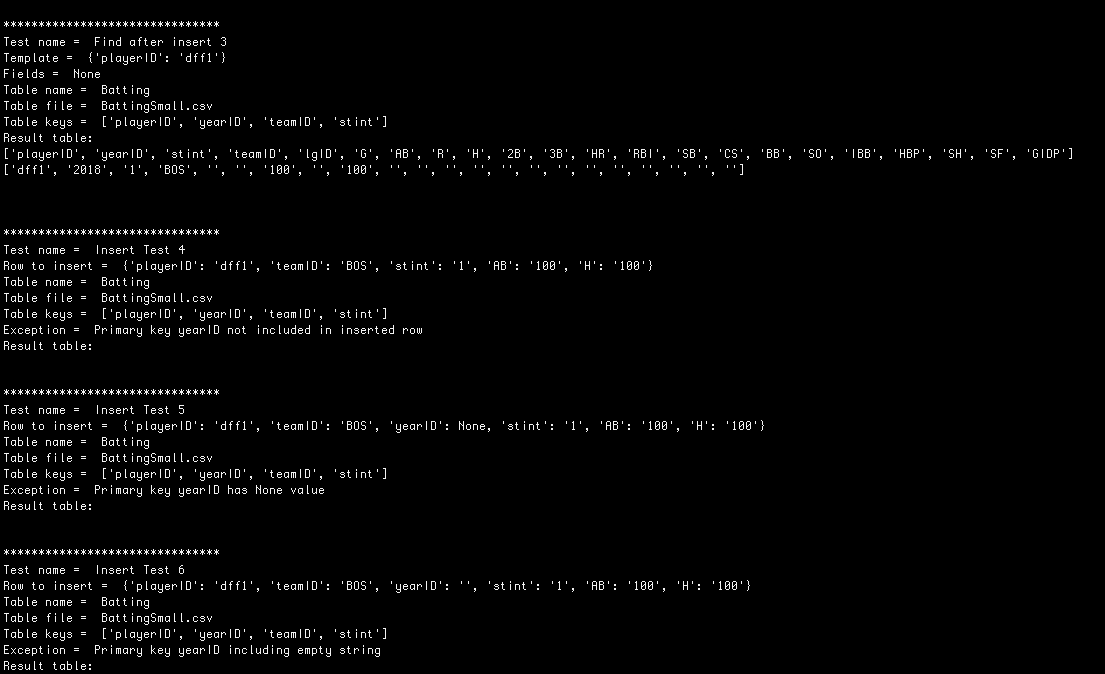 *******************************
Test name =  Find after insert 3
Template =  {'playerID': 'dff1'}
Fields =  None
Table name =  Batting
Table file =  BattingSmall.csv
Table keys =  ['playerID', 'yearID', 'teamID', 'stint']
Result table:
['playerID', 'yearID', 'stint', 'teamID', 'lgID', 'G', 'AB', 'R', 'H', '2B', '3B', 'HR', 'RBI', 'SB', 'CS', 'BB', 'SO', 'IBB', 'HBP', 'SH', 'SF', 'GIDP']
['dff1', '2018', '1', 'BOS', '', '', '100', '', '100', '', '', '', '', '', '', '', '', '', '', '', '', '']
*******************************
Test name =  Insert Test 4
Row to insert =  {'playerID': 'dff1', 'teamID': 'BOS', 'stint': '1', 'AB': '100', 'H': '100'}
Table name =  Batting
Table file =  BattingSmall.csv
Table keys =  ['playerID', 'yearID', 'teamID', 'stint']
Exception =  Primary key yearID not included in inserted row
Result table:
*******************************
Test name =  Insert Test 5
Row to insert =  {'playerID': 'dff1', 'teamID': 'BOS', 'yearID': None, 'stint': '1', 'AB': '100', 'H': '100'}
Table name =  Batting
Table file =  BattingSmall.csv
Table keys =  ['playerID', 'yearID', 'teamID', 'stint']
Exception =  Primary key yearID has None value
Result table:
*******************************
Test name =  Insert Test 6
Row to insert =  {'playerID': 'dff1', 'teamID': 'BOS', 'yearID': '', 'stint': '1', 'AB': '100', 'H': '100'}
Table name =  Batting
Table file =  BattingSmall.csv
Table keys =  ['playerID', 'yearID', 'teamID', 'stint']
Exception =  Primary key yearID including empty string
Result table: